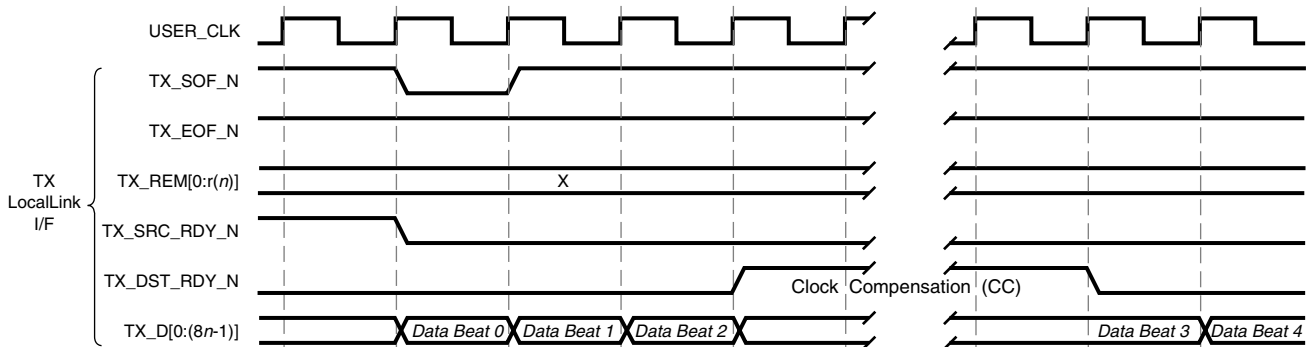 USER_CLK
TX_SOF_N
TX_EOF_N
TX
LocalLink
I/F
TX_REM[0:r(n)]
X
TX_SRC_RDY_N
TX_DST_RDY_N
Clock Compensation (CC)
TX_D[0:(8n-1)]
Data Beat 0
Data Beat 1
Data Beat 2
Data Beat 3
Data Beat 4